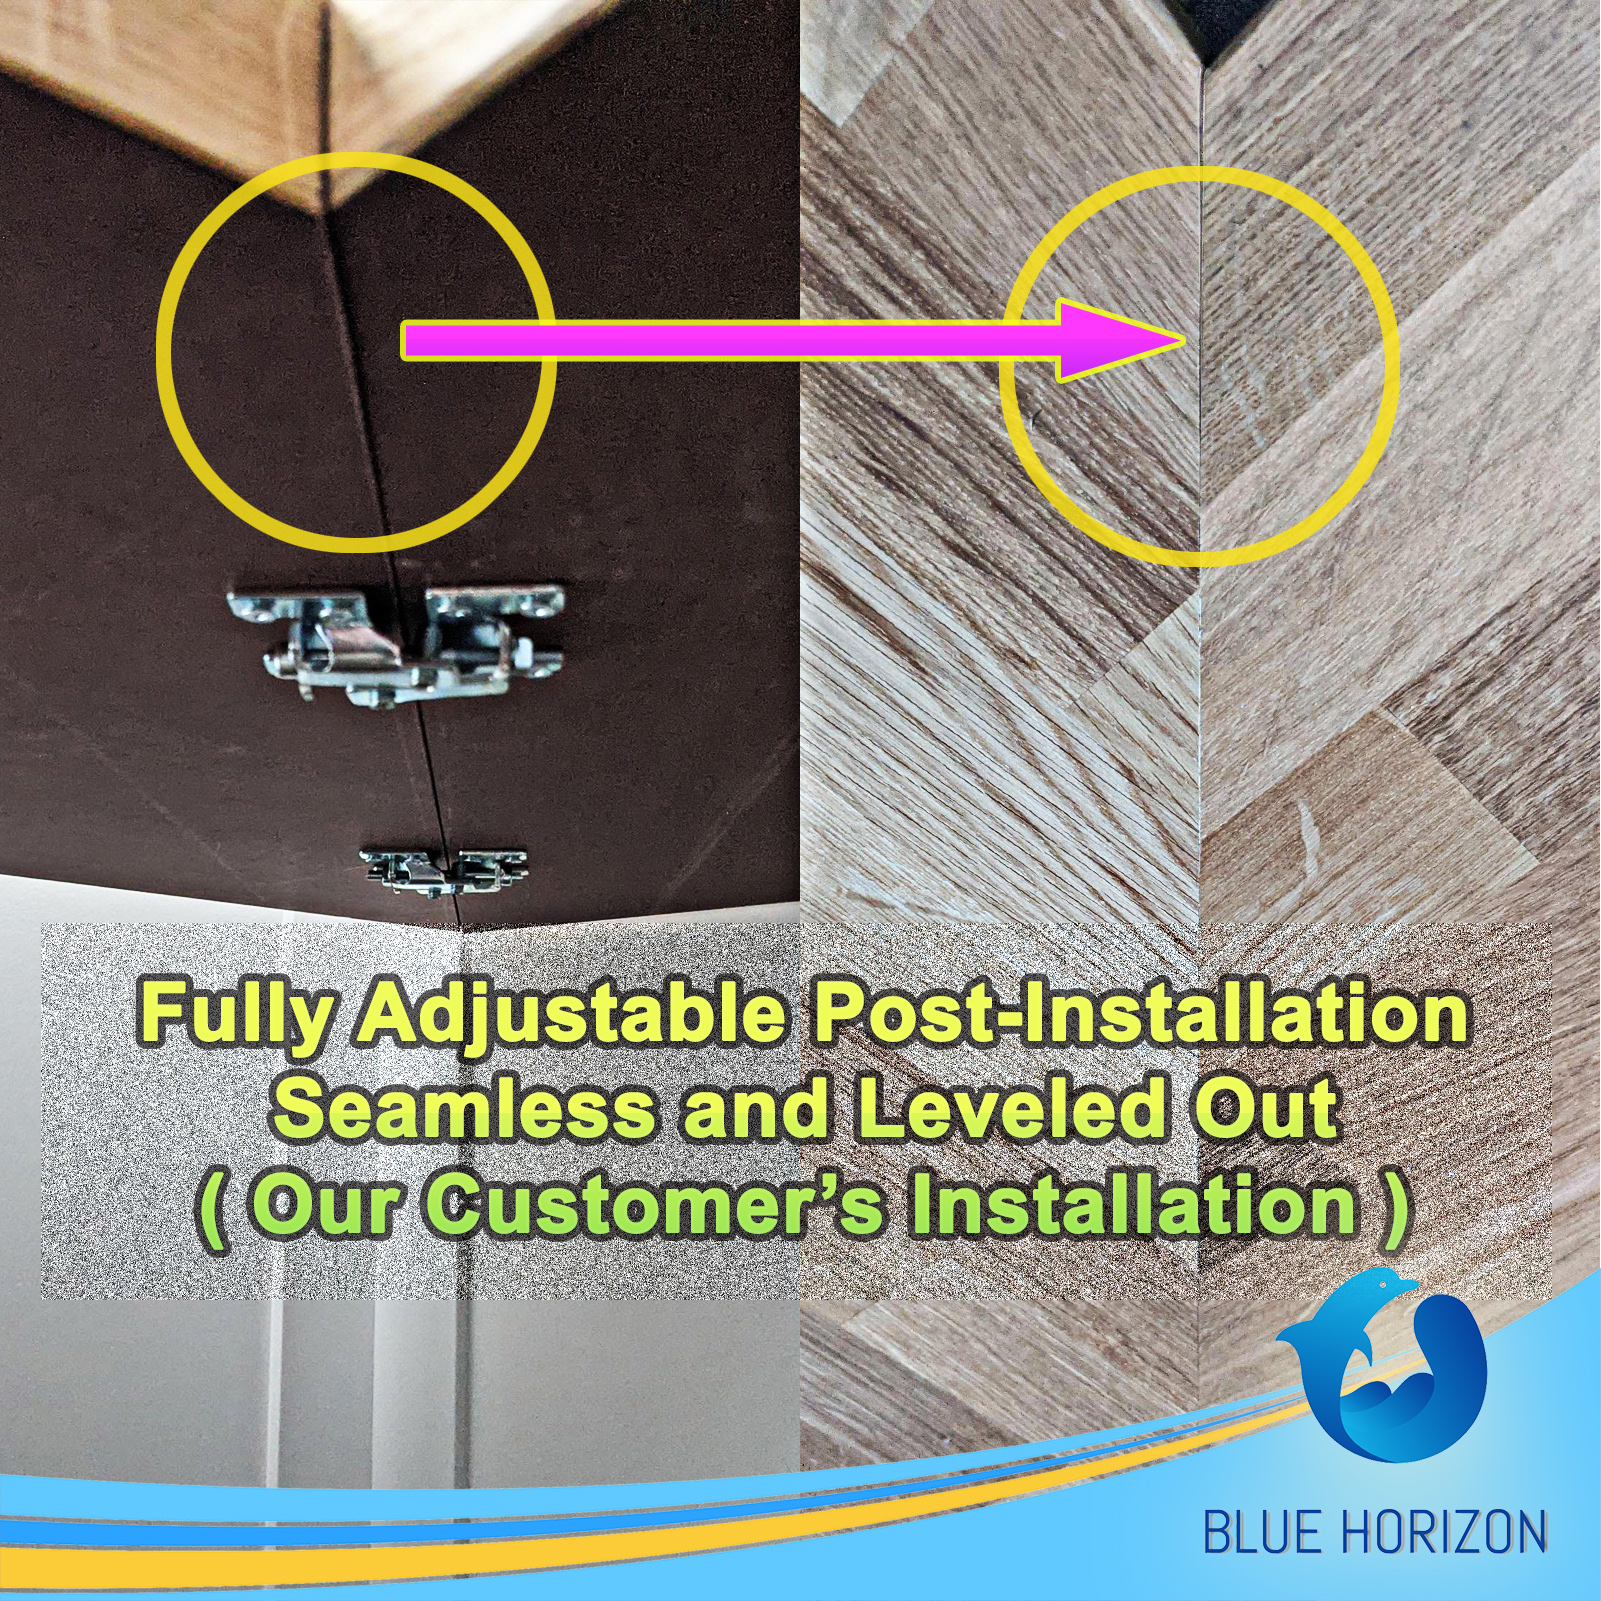 Fully Adjustable Post-Installation
Seamless and Leveled Out
( Our Customer’s Installation )
BLUE HORIZON